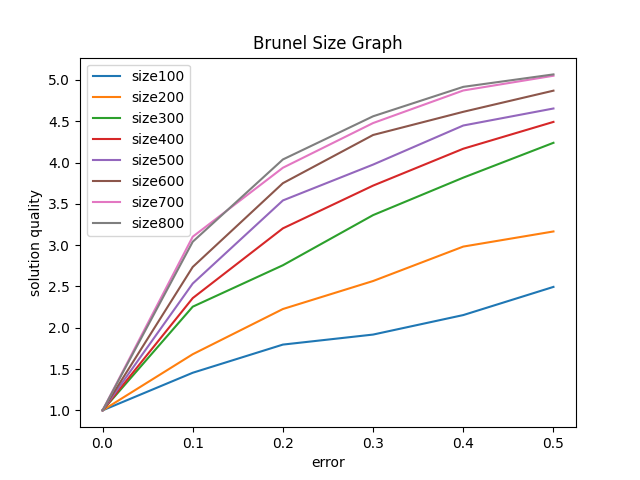 Brunel Size Graph
solution quality
5.0
4.5
4.0
3.5
3.0
2.5
2.0
1.5
1.0
size100
size200
size300
size400
size500
size600
size700
size800
0.0 0.1 0.2 0.3 0.4 0.5
error